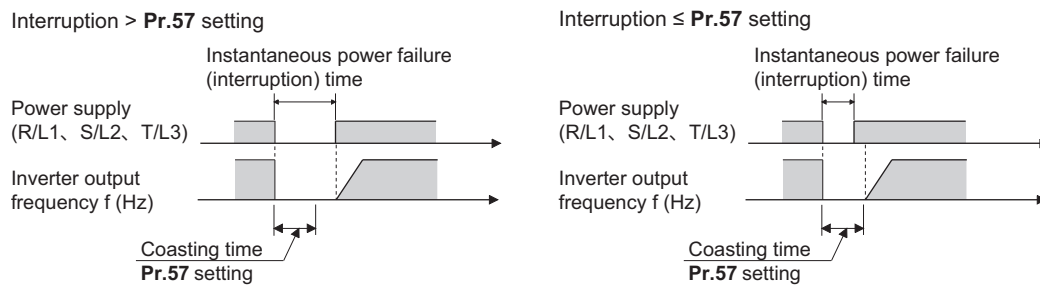 Interruption > Pr.57 setting
Instantaneous power failure
(interruption) time
Power supply
(R/L1、S/L2、T/L3)
Inverter output
frequency f (Hz)
Coasting time
Pr.57 setting
Interruption ≤ Pr.57 setting
Instantaneous power failure
(interruption) time
Power supply
(R/L1、S/L2、T/L3)
Inverter output
frequency f (Hz)
Coasting time
Pr.57 setting